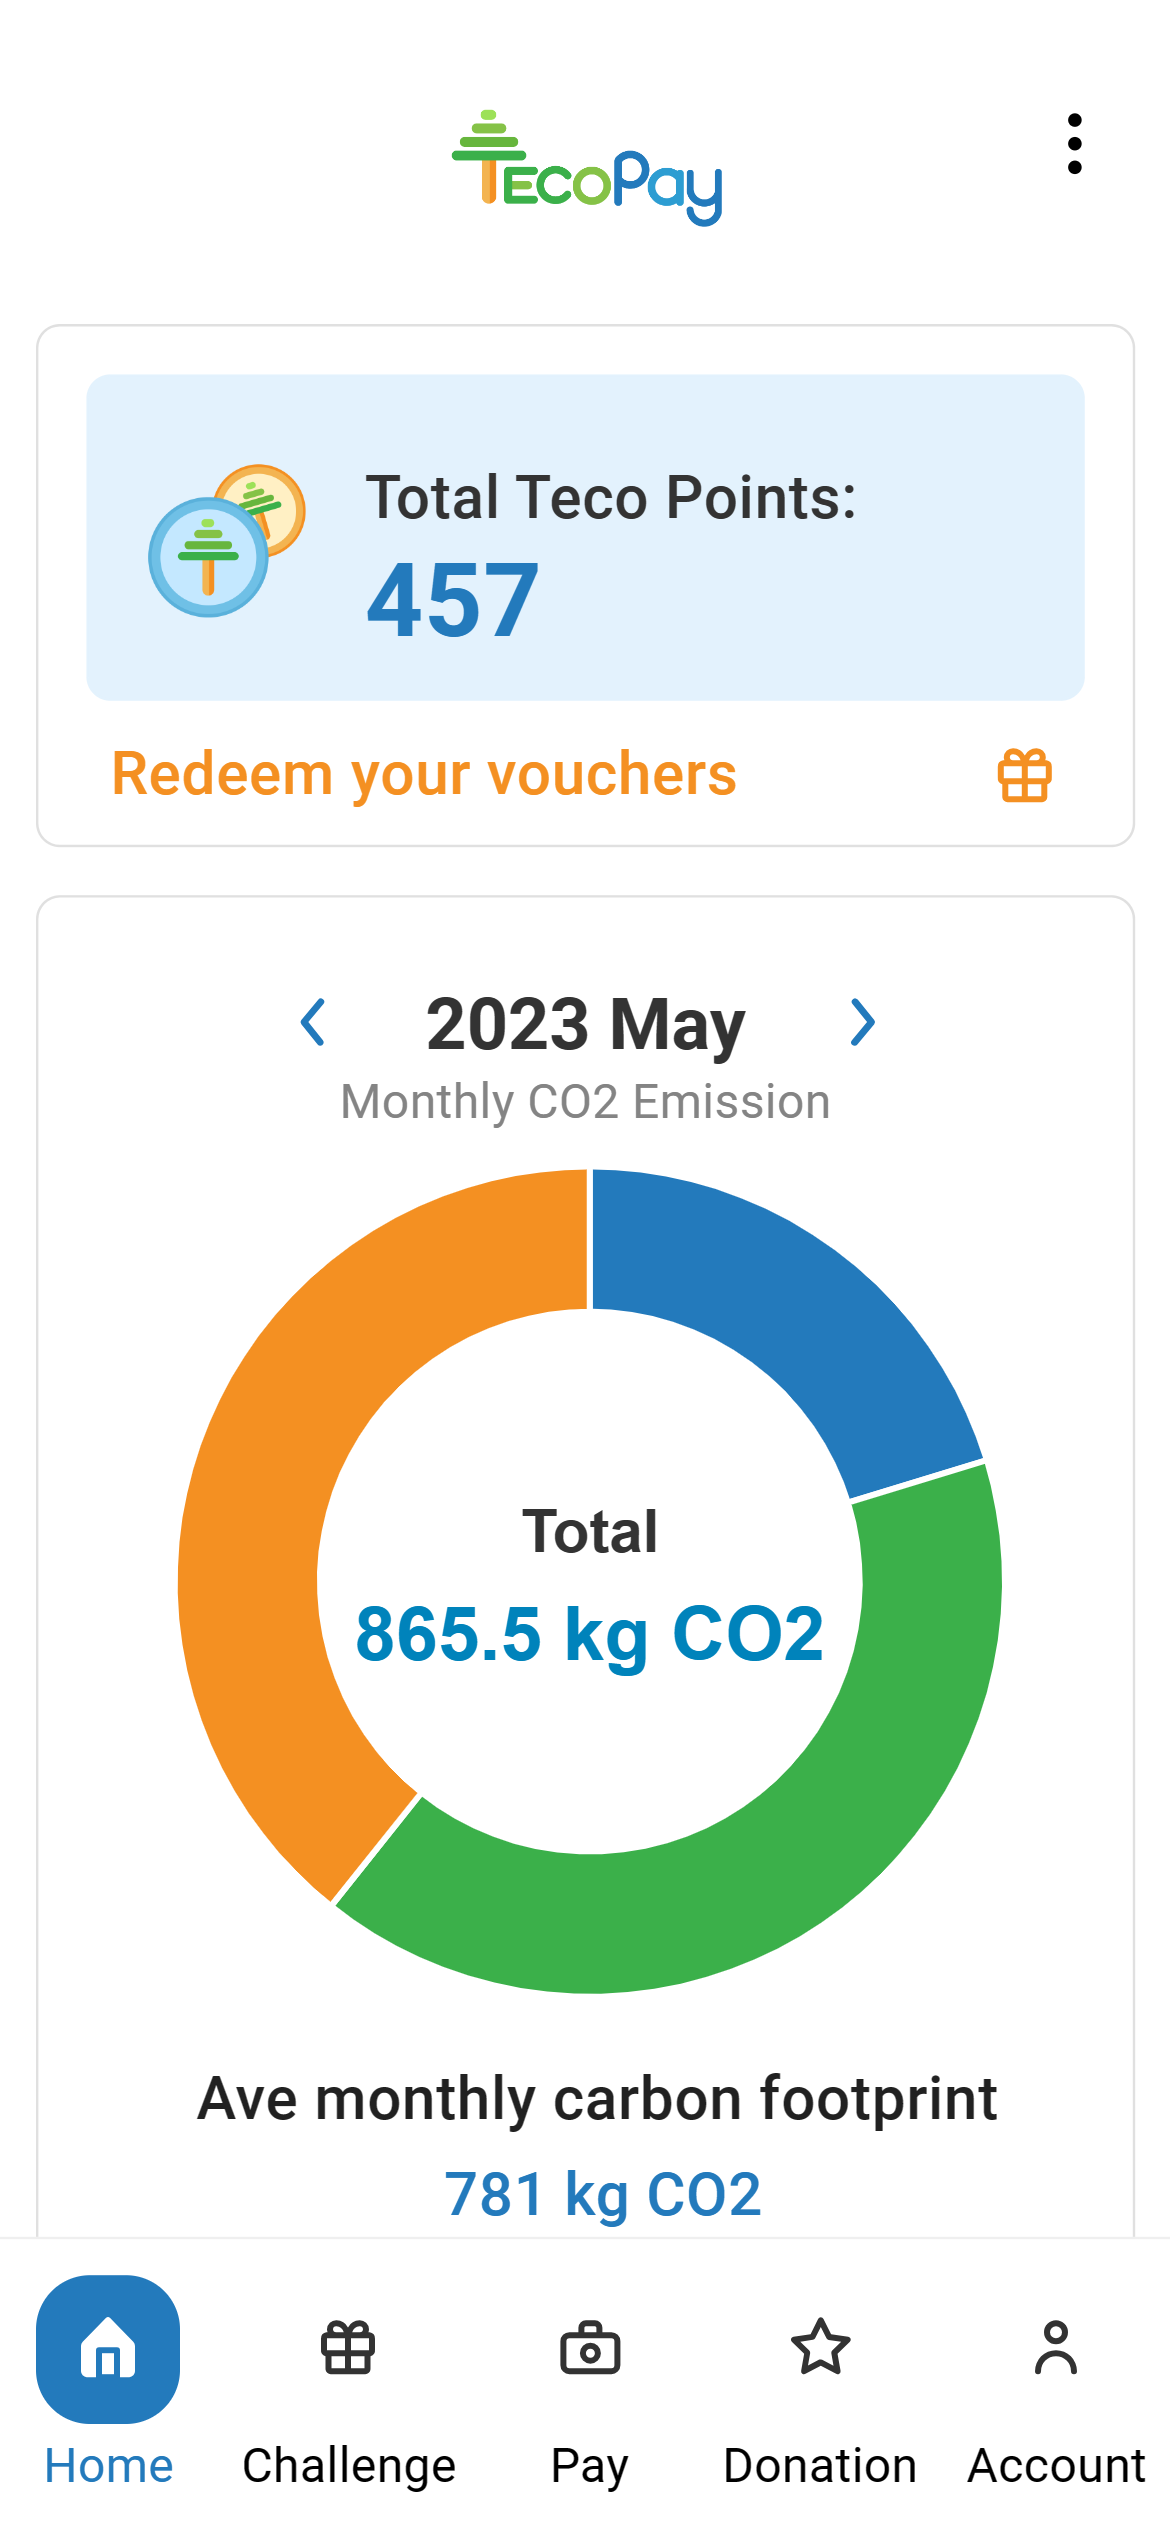 TecoPay
Total Teco Points:
457
Redeem your vouchers
2023 May
Monthly CO2 Emission
Total
865.5 kg CO2
Ave monthly carbon footprint
781 kg CO2
Home Challenge Pay Donation Account